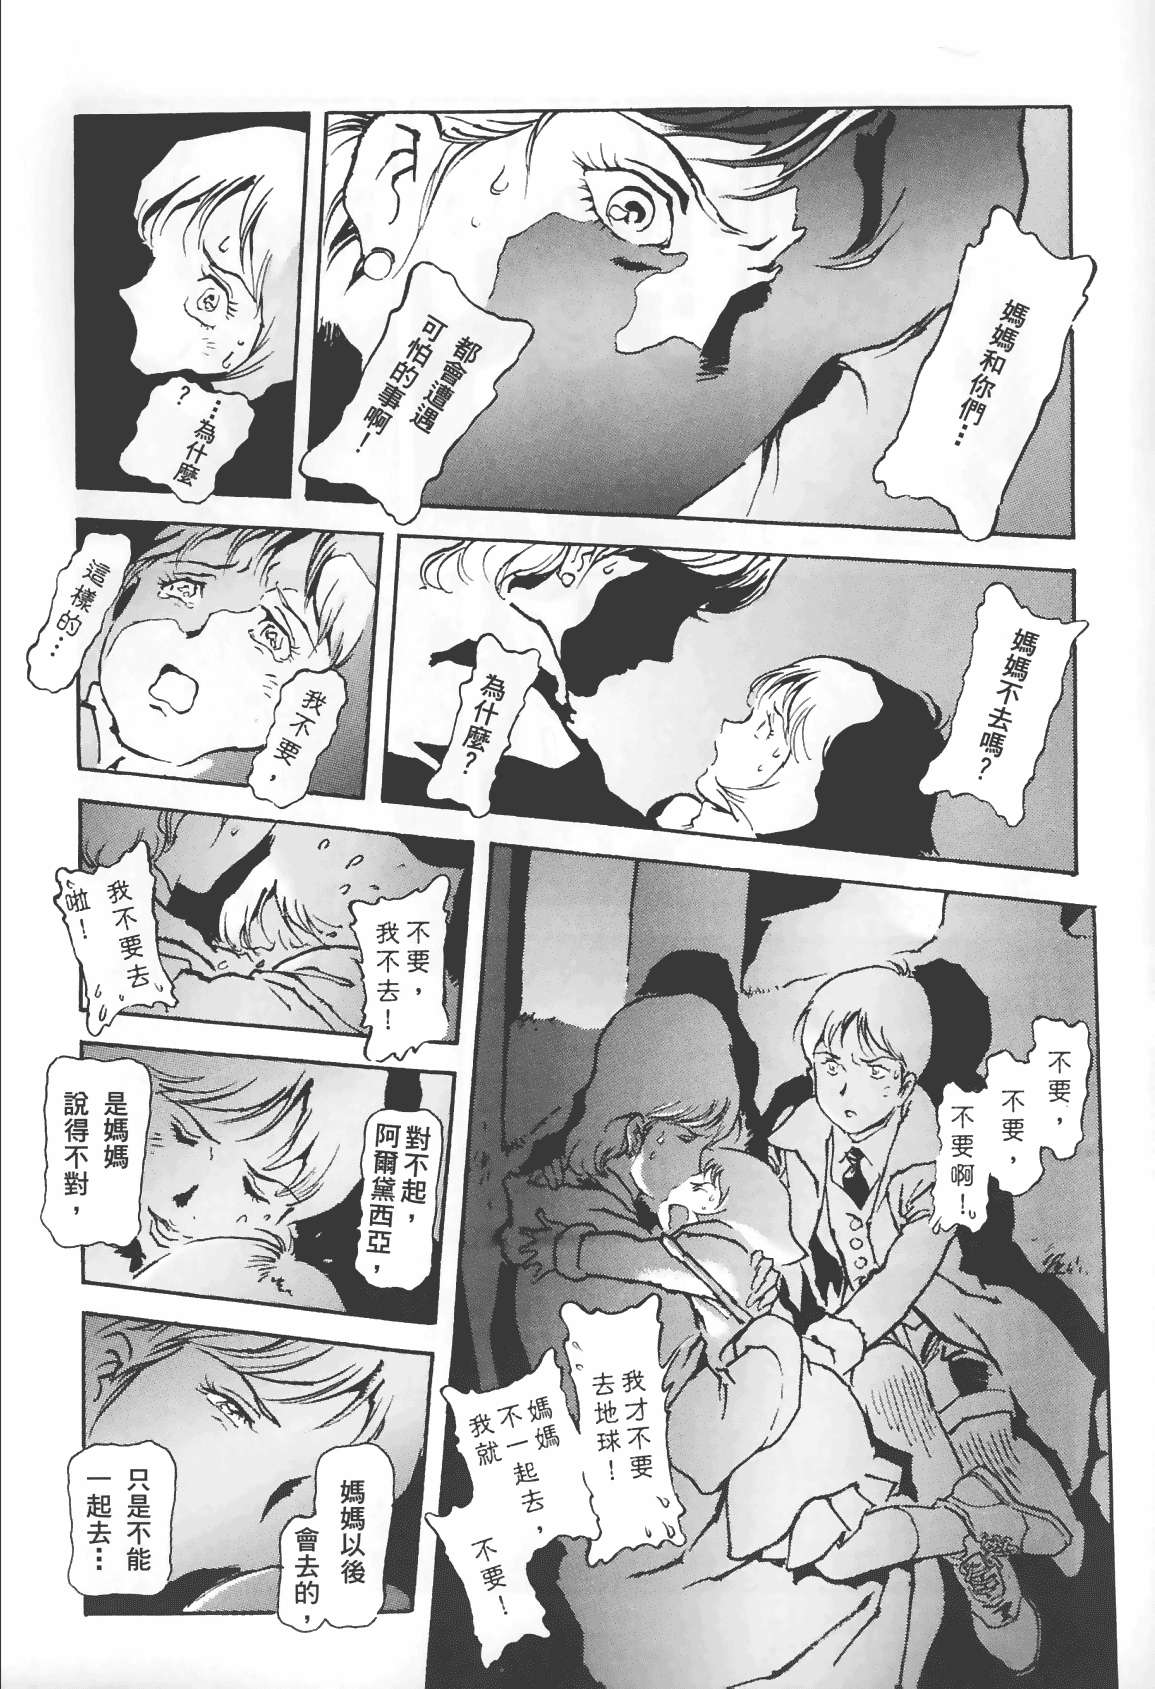 媽媽和你們…
都會遭遇
可怕的事啊！
…為什麼
？
媽媽不去嗎？
為什麼？
我不要，
這樣的…
不要，
我不去！
我不要去
啦！
對不起，
阿爾黛西亞，
是媽媽
說得不對，
媽媽以後
會去的，
只是不能
一起去…
不要，
不要，
不要啊！
我才不要
去地球！
媽媽
不一起去，
我就
不要！